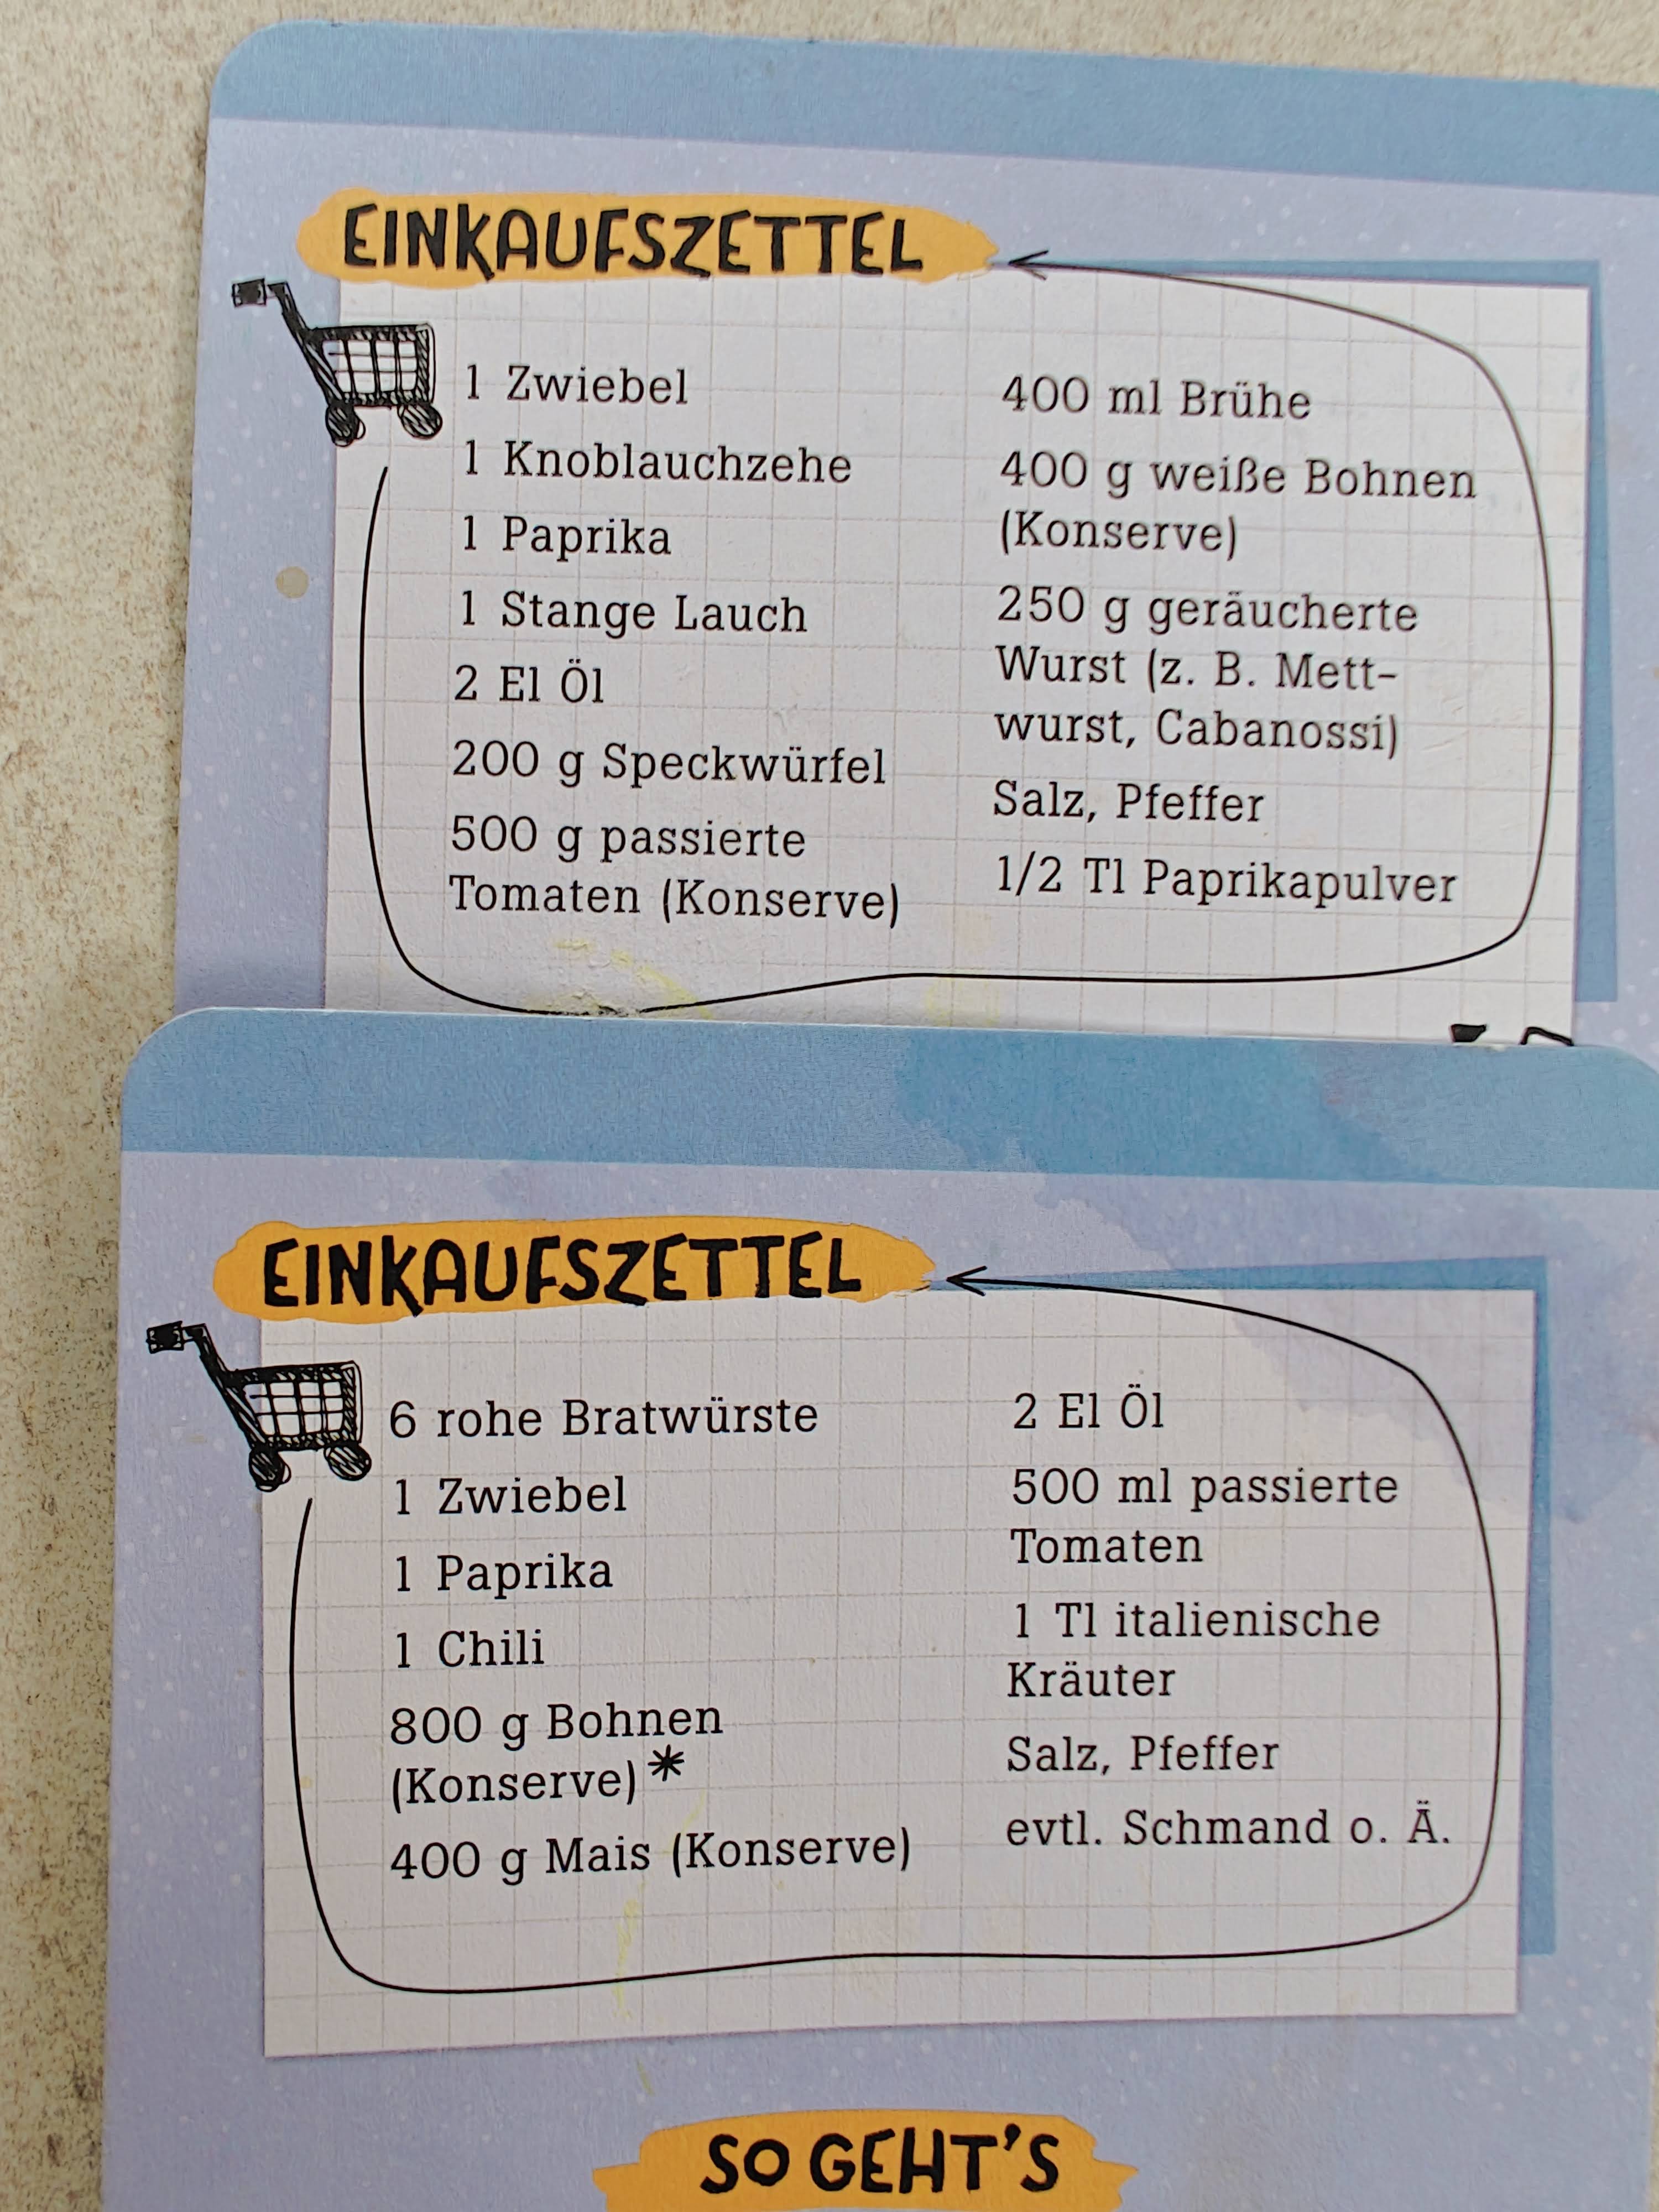 EINKAUFSZETTEL
1 Zwiebel
1 Knoblauchzehe
1 Paprika
1 Stange Lauch
2 El Öl
200 g Speckwürfel
500 g passierte
Tomaten (Konserve)
400 ml Brühe
400 g weiße Bohnen
(Konserve)
250 g geräucherte
Wurst (z. B. Mett-
wurst, Cabanossi)
Salz, Pfeffer
1/2 Tl Paprikapulver
EINKAUFSZETTEL
6 rohe Bratwürste
1 Zwiebel
1 Paprika
1 Chili
800 g Bohnen
(Konserve)*
400 g Mais (Konserve)
2 El Öl
500 ml passierte
Tomaten
1 Tl italienische
Kräuter
Salz, Pfeffer
evtl. Schmand o. Ä.
SO GEHT'S